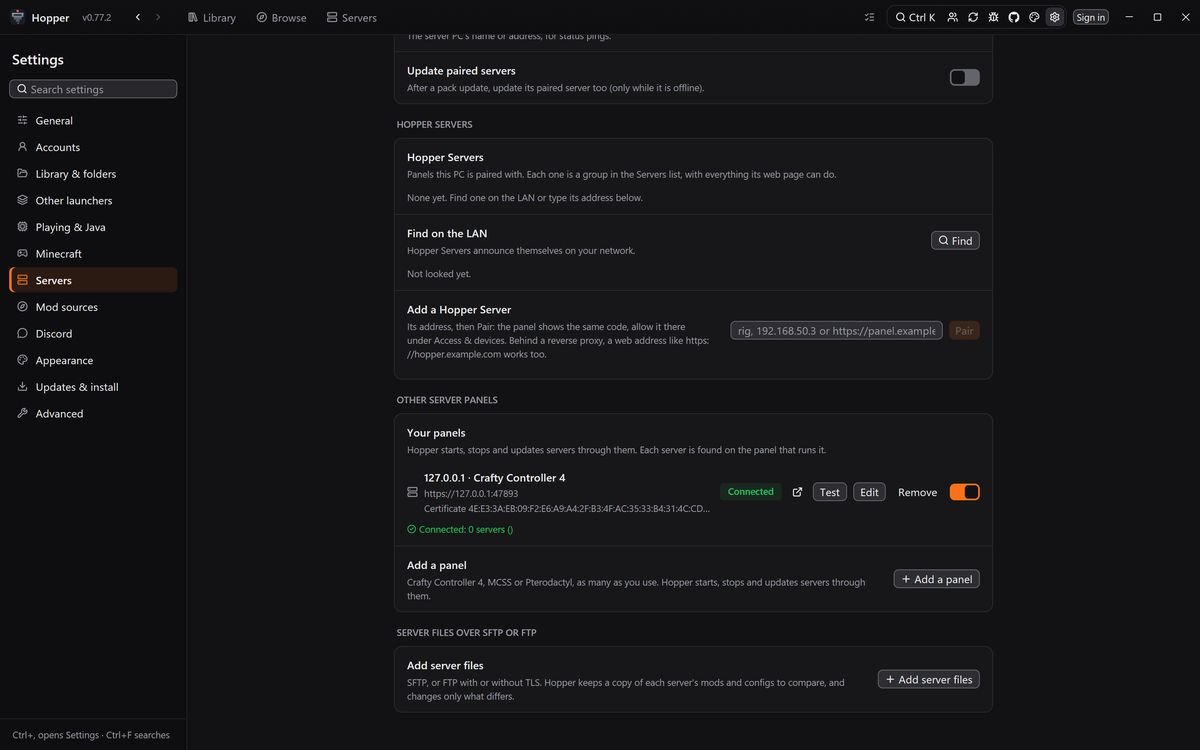 Hopper v0.77.2 Library Browse Servers Ctrl K Sign in
Settings
Search settings
General
Accounts
Library & folders
Other launchers
Playing & Java
Minecraft
Servers
Mod sources
Discord
Appearance
Updates & install
Advanced
Ctrl+, opens Settings · Ctrl+F searches
The server PC's name or address, for status pings.
Update paired servers
After a pack update, update its paired server too (only while it is offline).
HOPPER SERVERS
Hopper Servers
Panels this PC is paired with. Each one is a group in the Servers list, with everything its web page can do.
None yet. Find one on the LAN or type its address below.
Find on the LAN
Hopper Servers announce themselves on your network.
Find
Not looked yet.
Add a Hopper Server
Its address, then Pair: the panel shows the same code, allow it there
under Access & devices. Behind a reverse proxy, a web address like https:
//hopper.example.com works too.
rig, 192.168.50.3 or https://panel.example
Pair
OTHER SERVER PANELS
Your panels
Hopper starts, stops and updates servers through them. Each server is found on the panel that runs it.
127.0.0.1 · Crafty Controller 4
https://127.0.0.1:47893
Certificate 4E:E3:3A:EB:09:F2:E6:A9:A4:2F:B3:4F:AC:35:33:B4:31:4C:CD...
Connected Test Edit Remove
Connected: 0 servers ()
Add a panel
Crafty Controller 4, MCSS or Pterodactyl, as many as you use. Hopper starts, stops and updates servers through
them.
+ Add a panel
SERVER FILES OVER SFTP OR FTP
Add server files
SFTP, or FTP with or without TLS. Hopper keeps a copy of each server's mods and configs to compare, and
changes only what differs.
+ Add server files